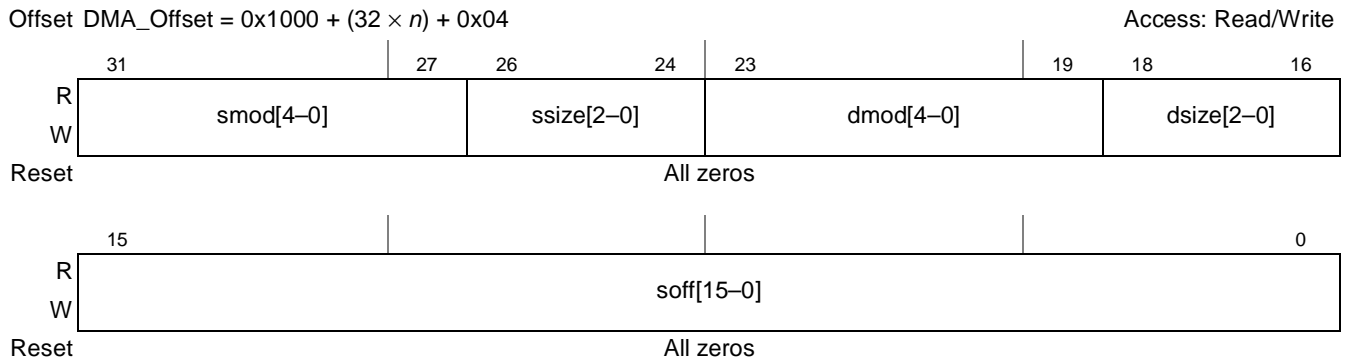 Offset DMA_Offset = 0x1000 + (32 × n) + 0x04 Access: Read/Write
31 27 26 24 23 19 18 16
R
smod[4–0] ssize[2–0] dmod[4–0] dsize[2–0]
W
Reset All zeros
15 0
R
soff[15–0]
W
Reset All zeros